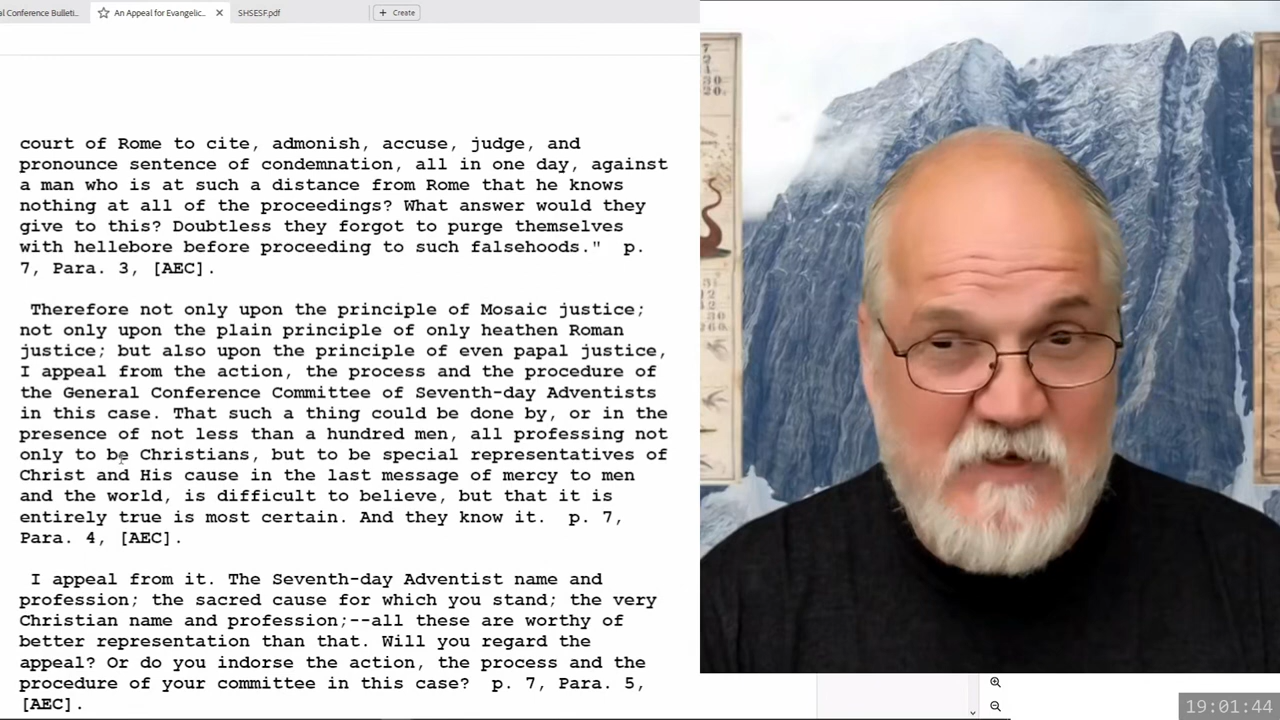 al Conference Bulleti..
An Appeal for Evangelic..
SHSESF.pdf
Create
court of Rome to cite, admonish, accuse, judge, and
pronounce sentence of condemnation, all in one day, against
a man who is at such a distance from Rome that he knows
nothing at all of the proceedings? What answer would they
give to this? Doubtless they forgot to purge themselves
with hellebore before proceeding to such falsehoods."  p.
7, Para. 3, [AEC].
Therefore not only upon the principle of Mosaic justice;
not only upon the plain principle of only heathen Roman
justice; but also upon the principle of even papal justice,
I appeal from the action, the process and the procedure of
the General Conference Committee of Seventh-day Adventists
in this case. That such a thing could be done by, or in the
presence of not less than a hundred men, all professing not
only to be Christians, but to be special representatives of
Christ and His cause in the last message of mercy to men
and the world, is difficult to believe, but that it is
entirely true is most certain. And they know it.  p. 7,
Para. 4, [AEC].
I appeal from it. The Seventh-day Adventist name and
profession; the sacred cause for which you stand; the very
Christian name and profession;--all these are worthy of
better representation than that. Will you regard the
appeal? Or do you indorse the action, the process and the
procedure of your committee in this case?  p. 7, Para. 5,
[AEC].
19:01:44